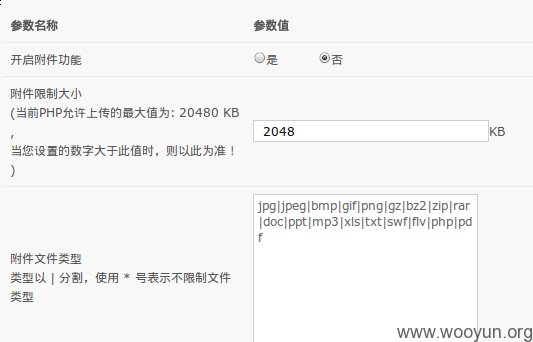 参数名称 参数值
开启附件功能 是 否
附件限制大小
(当前PHP允许上传的最大值为: 20480 KB
,
当您设置的数字大于此值时，则以此为准！
)
2048 KB
jpg|jpeg|bmp|gif|png|gz|bz2|zip|rar
|doc|ppt|mp3|xls|txt|swf|flv|php|pd
f
附件文件类型
类型以 | 分割，使用 * 号表示不限制文件
类型
www.wooyun.org